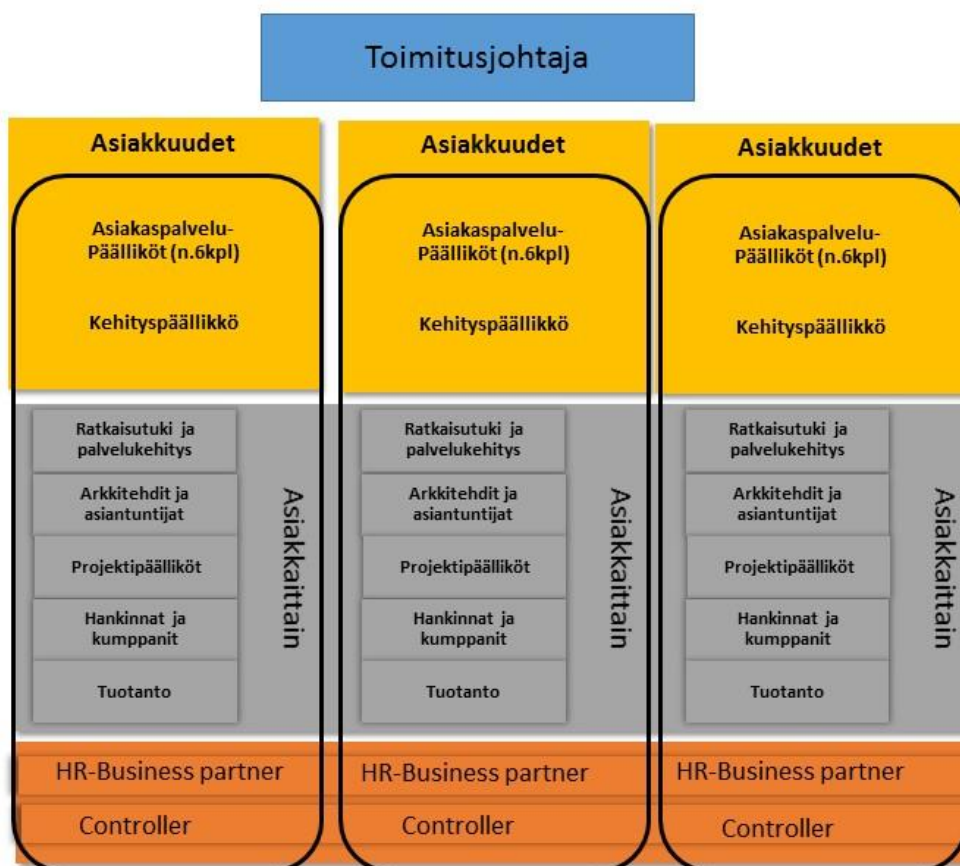 Toimitusjohtaja
Asiakkuudet
Asiakaspalvelu-
Päälliköt (n.6kpl)
Kehityspäällikkö
Ratkaisutuki ja
palvelukehitys
Arkkitehdit ja
asiantuntijat
Projektipäälliköt
Hankinnat ja
kumppanit
Tuotanto
Asiakkaittain
HR-Business partner
Controller
Asiakkuudet
Asiakaspalvelu-
Päälliköt (n.6kpl)
Kehityspäällikkö
Ratkaisutuki ja
palvelukehitys
Arkkitehdit ja
asiantuntijat
Projektipäälliköt
Hankinnat ja
kumppanit
Tuotanto
Asiakkaittain
HR-Business partner
Controller
Asiakkuudet
Asiakaspalvelu-
Päälliköt (n.6kpl)
Kehityspäällikkö
Ratkaisutuki ja
palvelukehitys
Arkkitehdit ja
asiantuntijat
Projektipäälliköt
Hankinnat ja
kumppanit
Tuotanto
Asiakkaittain
HR-Business partner
Controller